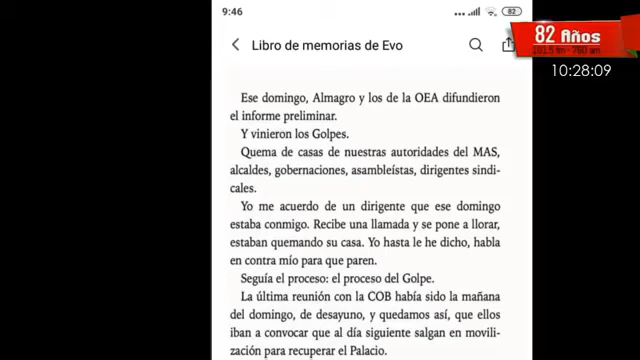 9:46
82
Libro de memorias de Evo
82 Años
101.5 fm - 760 am
10:28:09
Ese domingo, Almagro y los de la OEA difundieron
el informe preliminar.
Y vinieron los Golpes.
Quema de casas de nuestras autoridades del MAS,
alcaldes, gobernaciones, asambleístas, dirigentes sindi-
cales.
Yo me acuerdo de un dirigente que ese domingo
estaba conmigo. Recibe una llamada y se pone a llorar,
estaban quemando su casa. Yo hasta le he dicho, habla
en contra mío para que paren.
Seguía el proceso: el proceso del Golpe.
La última reunión con la COB había sido la mañana
del domingo, de desayuno, y quedamos así, que ellos
iban a convocar que al día siguiente salgan en movili-
zación para recuperar el Palacio.